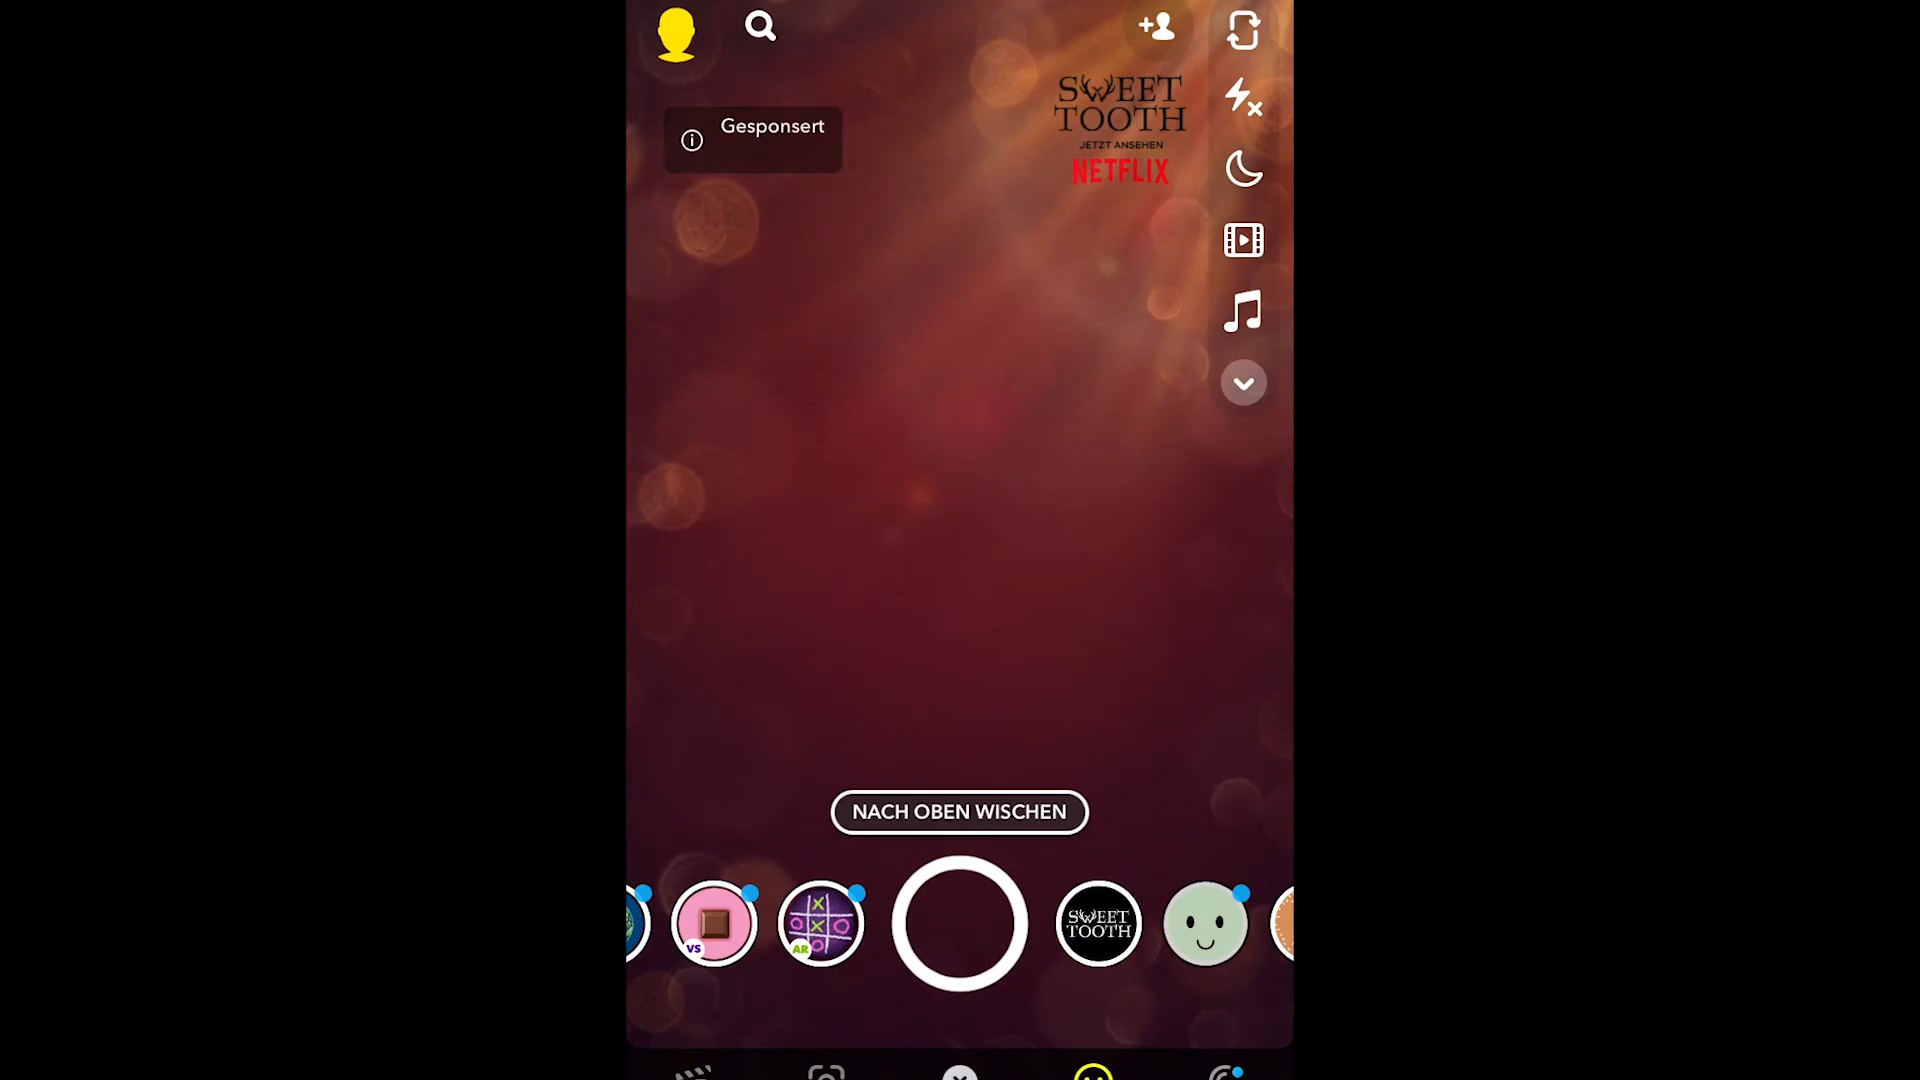 SWEET
TOOTH
JETZT ANSEHEN
NETFLIX
Gesponsert
NACH OBEN WISCHEN
VS
AR
SWEET
TOOTH